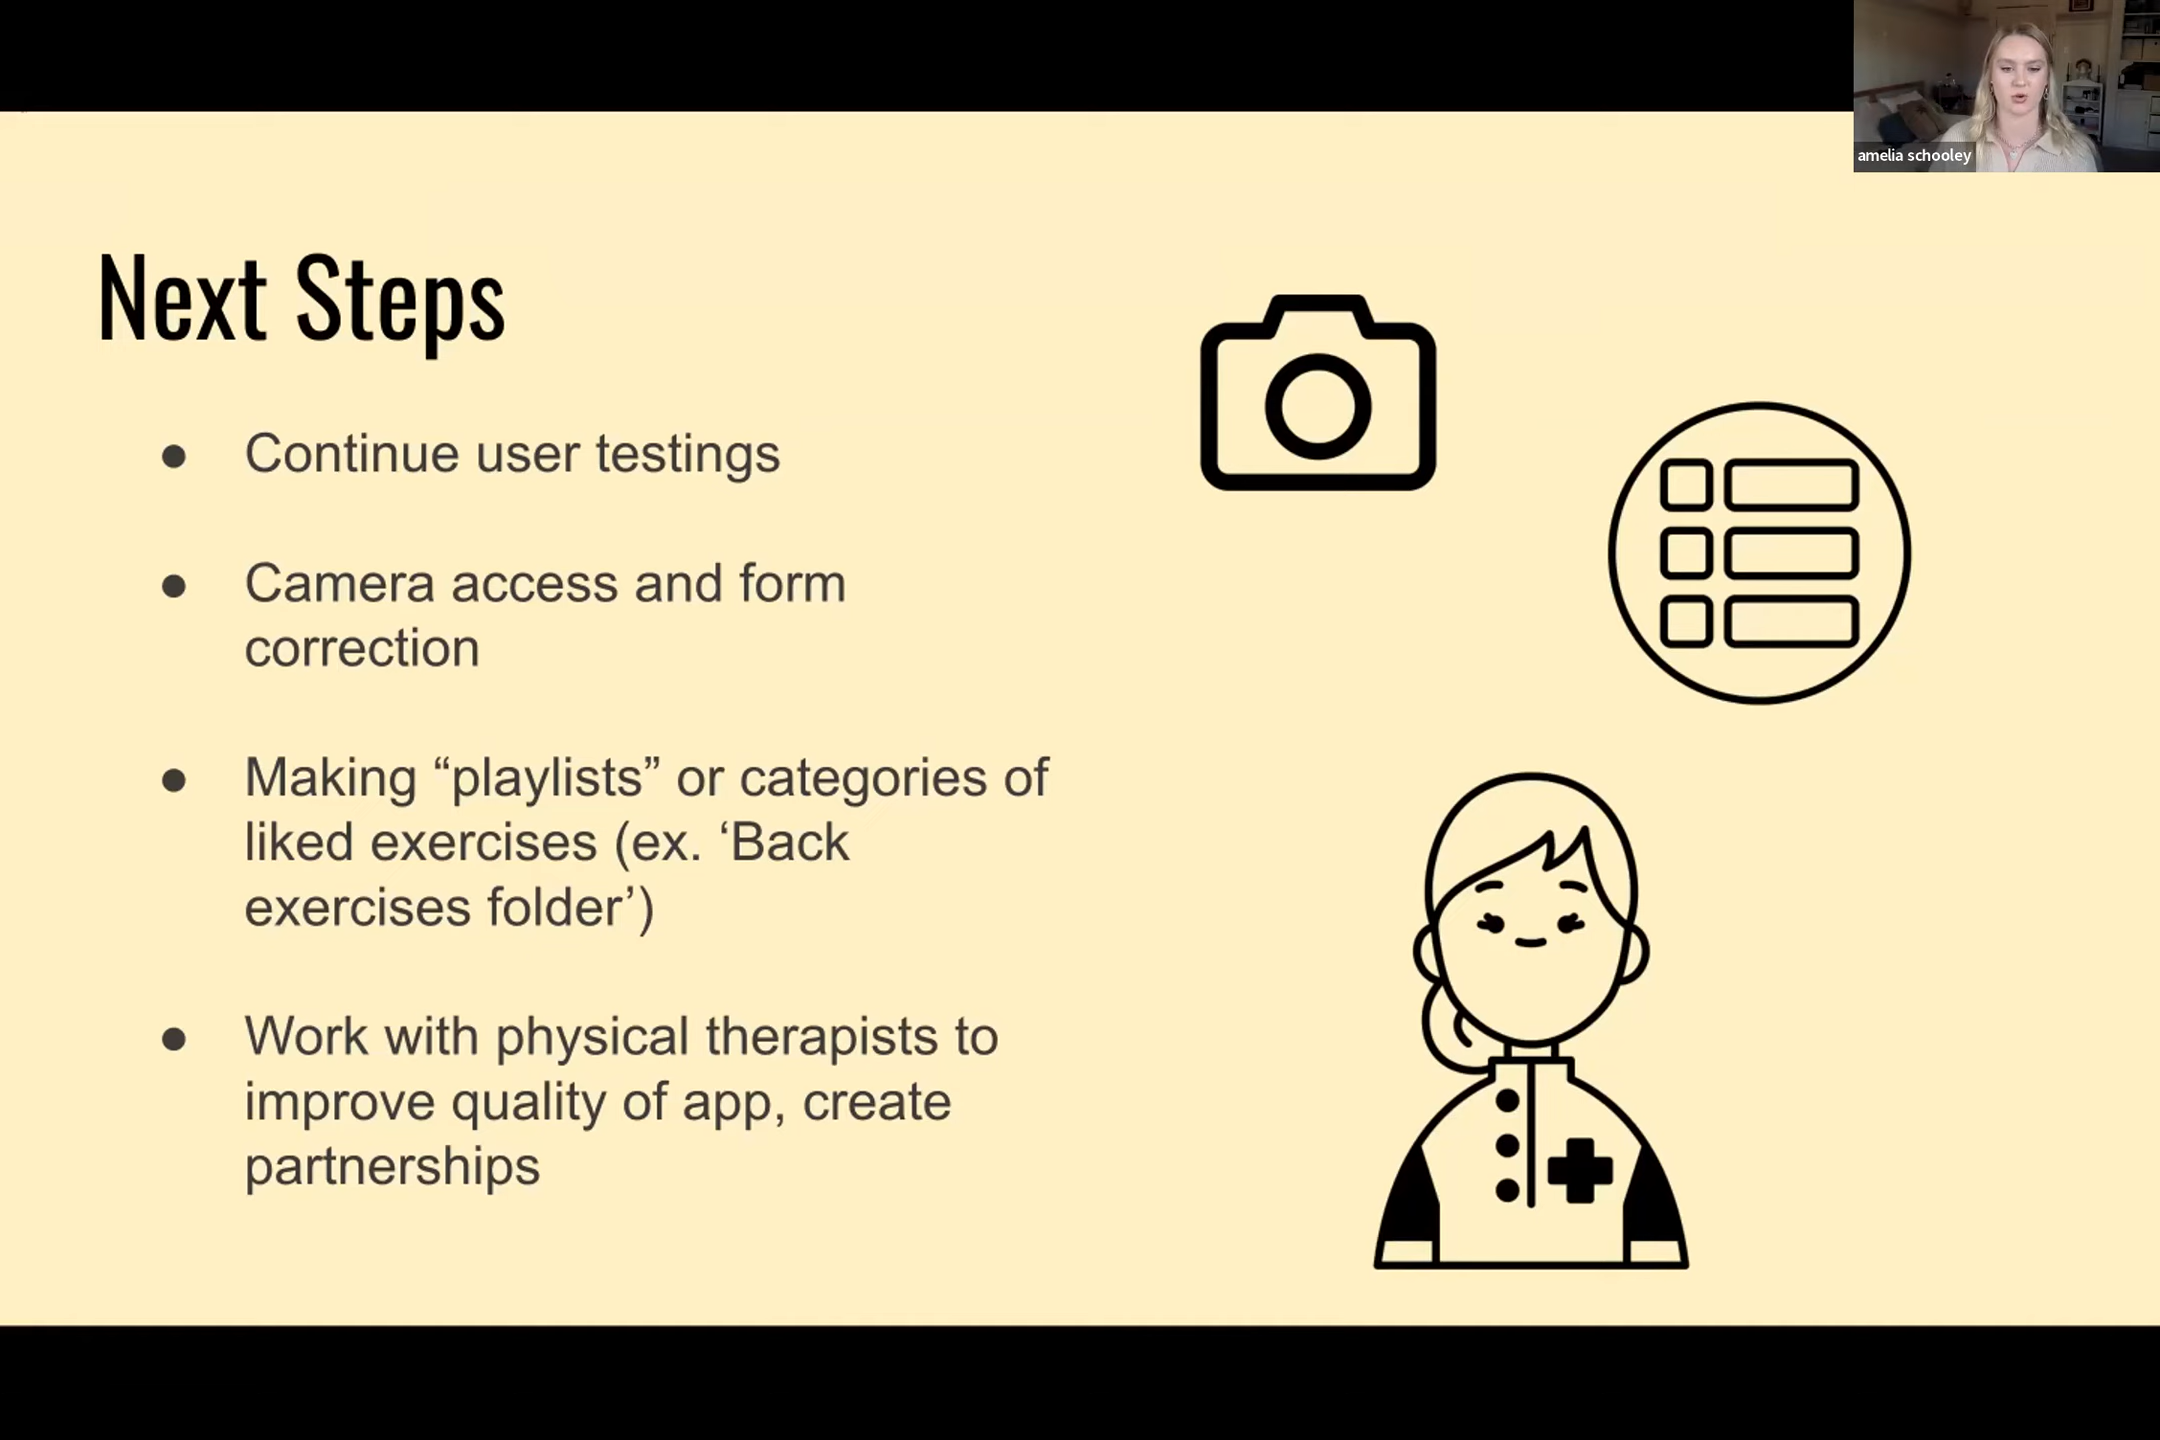 amelia schooley
Next Steps
● Continue user testings
● Camera access and form
correction
● Making “playlists” or categories of
liked exercises (ex. ‘Back
exercises folder’)
● Work with physical therapists to
improve quality of app, create
partnerships